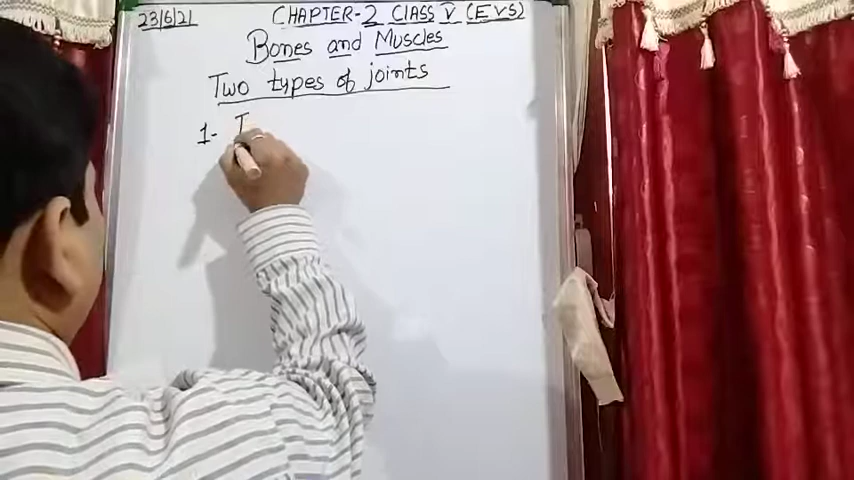 23/6/21 CHAPTER-2 CLASS V (EVS)
Bones and Muscles
Two types of joints
1- I